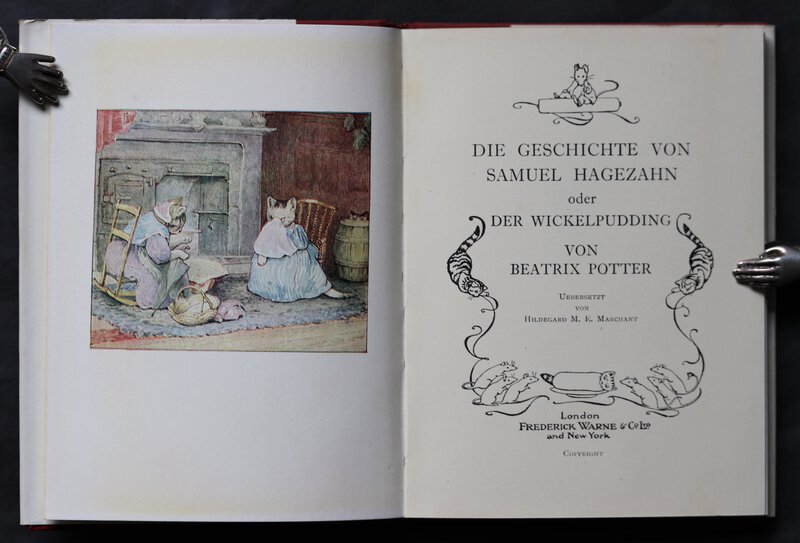 DIE GESCHICHTE VON
SAMUEL HAGEZAHN
oder
DER WICKELPUDDING
VON
BEATRIX POTTER
UEBERSETZT
VON
HILDEGARD M. E. MARCHANT
London
FREDERICK WARNE & Co Ltd
and New York
COPYRIGHT